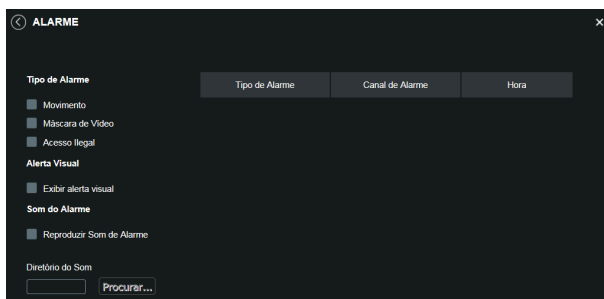 ALARME
Tipo de Alarme
Tipo de Alarme Canal de Alarme Hora
Movimento
Máscara de Vídeo
Acesso Ilegal
Alerta Visual
Exibir alerta visual
Som do Alarme
Reproduzir Som de Alarme
Diretório do Som
Procurar...